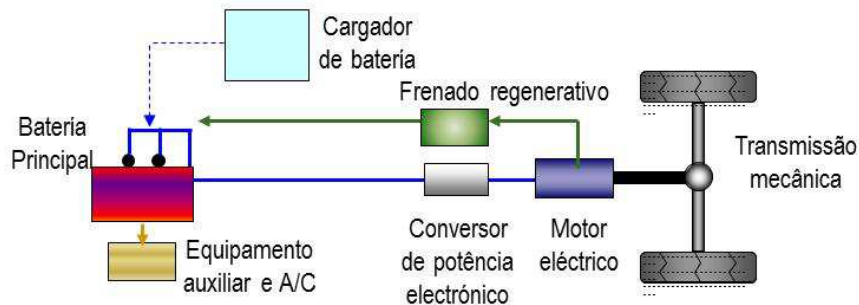 Cargador
de batería
Frenado regenerativo
Batería
Principal
Transmissão
mecânica
Equipamento
auxiliar e A/C
Conversor
de potência
electrónico
Motor
eléctrico